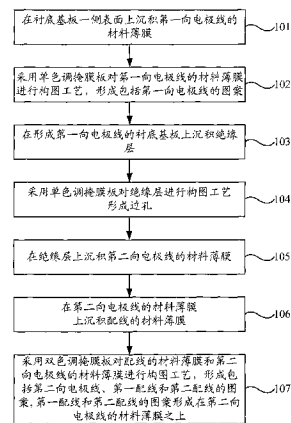 在衬底基板一侧表面上沉积第一向电极线的
材料薄膜
101
采用单色调掩膜板对第一向电极线的材料薄膜
进行构图工艺，形成包括第一向电极线的图案
102
在形成第一向电极线的衬底基板上沉积绝缘
层
103
采用单色调掩膜板对绝缘层进行构图工艺
形成过孔
104
在绝缘层上沉积第二向电极线的材料薄膜
105
在第二向电极线的材料薄膜
上沉积配线的材料薄膜
106
采用双色调掩膜板对配线的材料薄膜和第二
向电极线的材料薄膜进行构图工艺，形成包
括第二向电极线、第一配线和第二配线的图
案，第一配线和第二配线的图案形成在第二向
电极线的材料薄膜之上
107